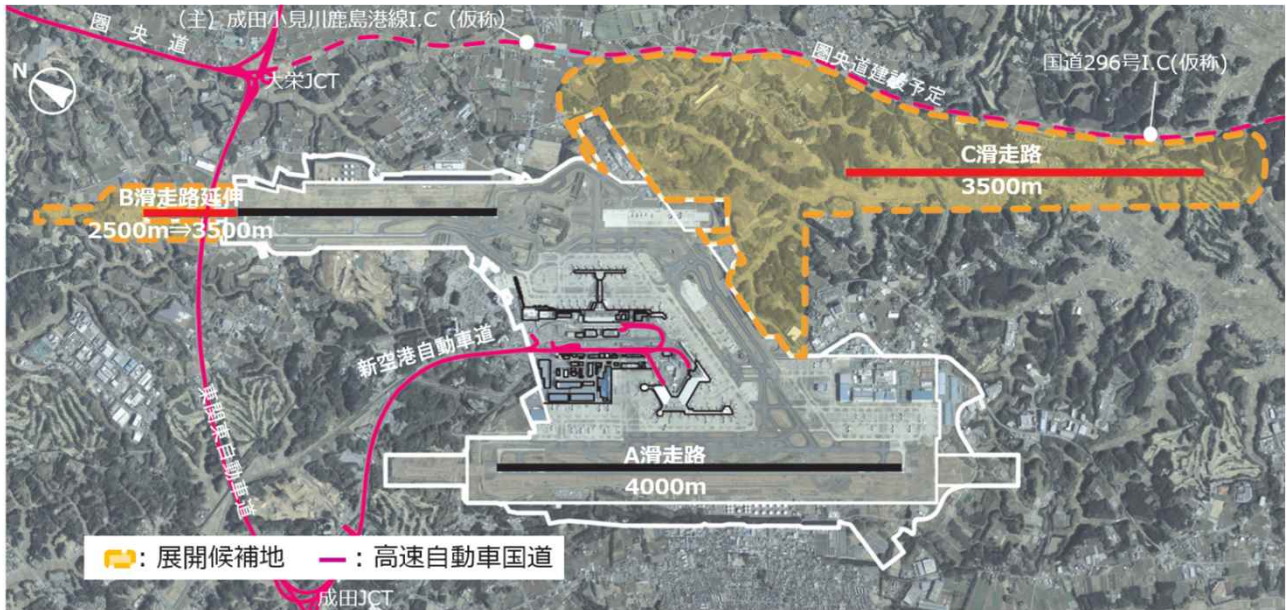 圏央道
(主)成田小見川鹿島港線I.C(仮称)
N
大栄JCT
圏央道建設予定
国道296号I.C(仮称)
C滑走路
3500m
B滑走路延伸
2500m⇒3500m
新空港自動車道
東関東自動車道
A滑走路
4000m
:展開候補地
:高速自動車国道
成田JCT